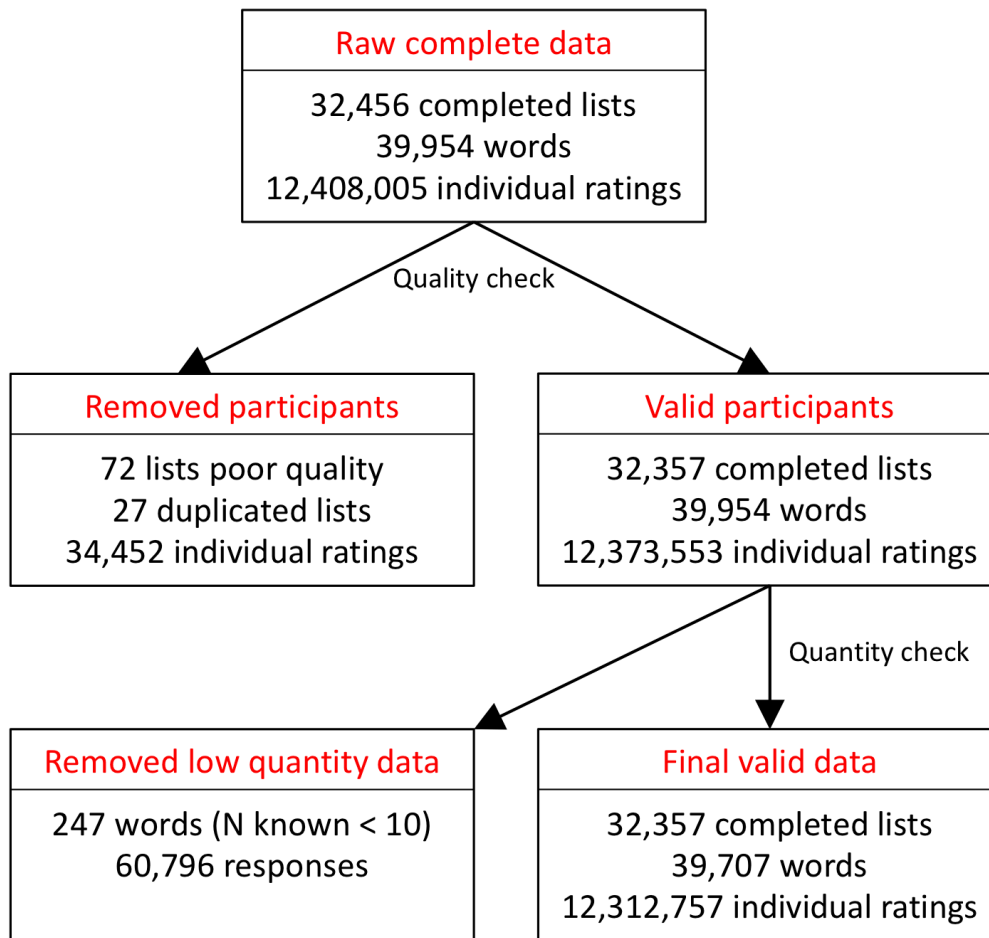 Raw complete data
32,456 completed lists
39,954 words
12,408,005 individual ratings
Quality check
Removed participants
72 lists poor quality
27 duplicated lists
34,452 individual ratings
Valid participants
32,357 completed lists
39,954 words
12,373,553 individual ratings
Quantity check
Removed low quantity data
247 words (N known < 10)
60,796 responses
Final valid data
32,357 completed lists
39,707 words
12,312,757 individual ratings